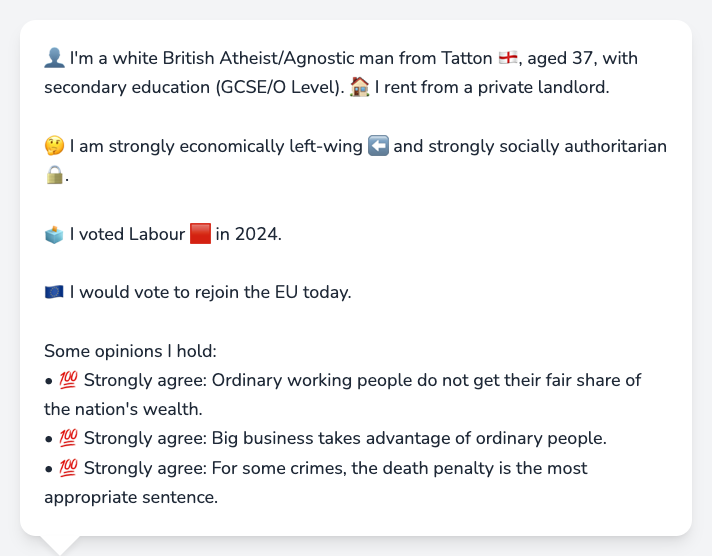 👤 I'm a white British Atheist/Agnostic man from Tatton 🏴󠁧󠁢󠁥󠁮󠁧󠁿, aged 37, with
secondary education (GCSE/O Level). 🏠 I rent from a private landlord.
🤔 I am strongly economically left-wing ⬅️ and strongly socially authoritarian
🔒.
🗳️ I voted Labour 🟥 in 2024.
🇪🇺 I would vote to rejoin the EU today.
Some opinions I hold:
• 💯 Strongly agree: Ordinary working people do not get their fair share of
the nation's wealth.
• 💯 Strongly agree: Big business takes advantage of ordinary people.
• 💯 Strongly agree: For some crimes, the death penalty is the most
appropriate sentence.